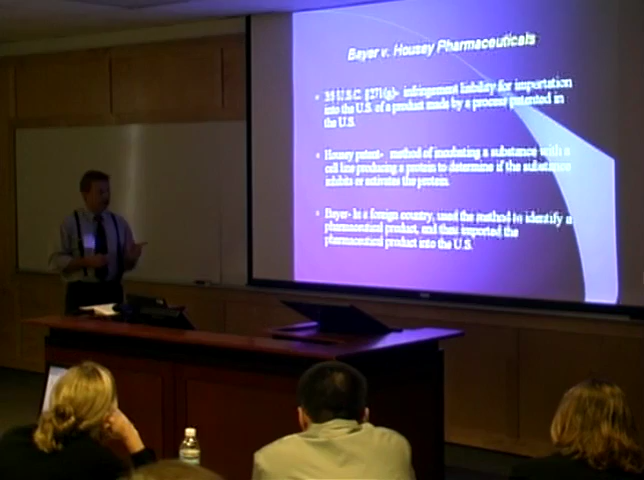 Bayer v. Housey Pharmaceuticals
35 U.S.C. §271(g)- infringement liability for importation
into the U.S. of a product made by a process patented in
the U.S.
Housey patent- method of incubating a substance with a
cell line producing a protein to determine if the substance
inhibits or activates the protein.
Bayer- In a foreign country, used the method to identify a
pharmaceutical product, and then imported the
pharmaceutical product into the U.S.